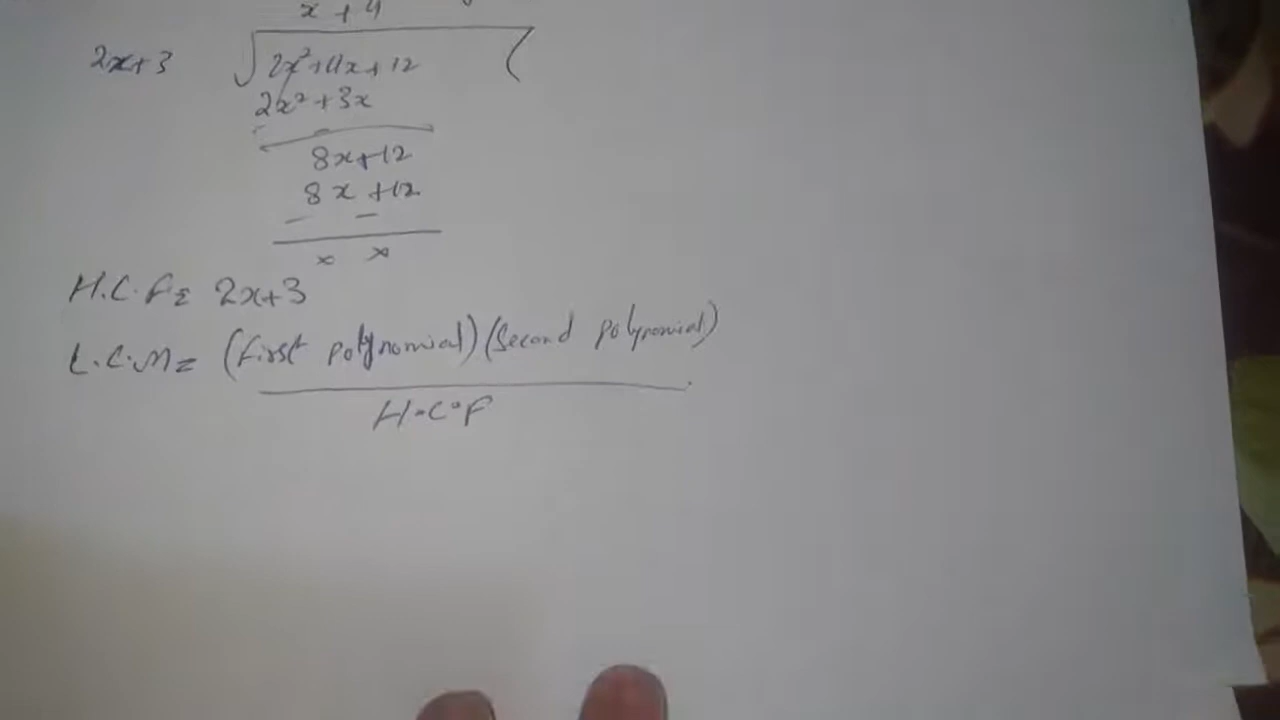 x + 4
2x+3 2x²+11x+12
2x²+3x
8x+12
8x+12
- -
x x
H.C.F= 2x+3
L.C.M= (first polynomial)(second polynomial)
H.C.F